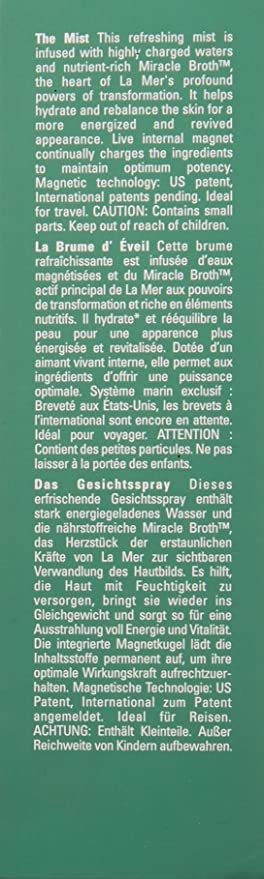 The Mist This refreshing mist is
infused with highly charged waters
and nutrient-rich Miracle Broth™,
the heart of La Mer's profound
powers of transformation. It helps
hydrate and rebalance the skin for a
more energized and revived
appearance. Live internal magnet
continually charges the ingredients
to maintain optimum potency.
Magnetic technology: US patent,
International patents pending. Ideal
for travel. CAUTION: Contains small
parts. Keep out of reach of children.
La Brume d' Éveil Cette brume
rafraîchissante est infusée d'eaux
magnétisées et du Miracle Broth™,
actif principal de La Mer aux pouvoirs
de transformation et riche en éléments
nutritifs. Il hydrate* et rééquilibre la
peau pour une apparence plus
énergisée et revitalisée. Dotée d'un
aimant vivant interne, elle permet aux
ingrédients d'offrir une puissance
optimale. Système marin exclusif :
Breveté aux États-Unis, les brevets à
l'international sont encore en attente.
Idéal pour voyager. ATTENTION :
Contient des petites particules. Ne pas
laisser à la portée des enfants.
Das Gesichtsspray Dieses
erfrischende Gesichtsspray enthält
stark energiegeladenes Wasser und
die nährstoffreiche Miracle Broth™,
das Herzstück der erstaunlichen
Kräfte von La Mer zur sichtbaren
Verwandlung des Hautbilds. Es hilft,
die Haut mit Feuchtigkeit zu
versorgen, bringt sie wieder ins
Gleichgewicht und sorgt so für eine
Ausstrahlung voll Energie und Vitalität.
Die integrierte Magnetkugel lädt die
Inhaltsstoffe permanent auf, um ihre
optimale Wirkungskraft aufrechtzuer-
halten. Magnetische Technologie: US
Patent, International zum Patent
angemeldet. Ideal für Reisen.
ACHTUNG: Enthält Kleinteile. Außer
Reichweite von Kindern aufbewahren.